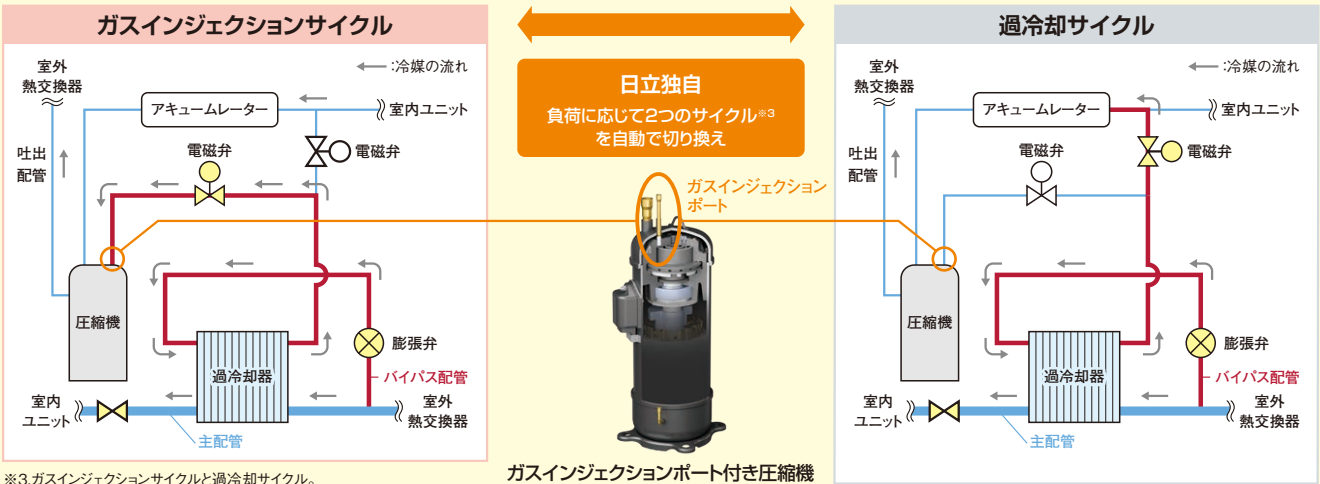 ガスインジェクションサイクル
室外
熱交換器
←:冷媒の流れ
アキュームレーター
室内ユニット
吐出
配管
電磁弁
電磁弁
圧縮機
膨張弁
過冷却器
バイパス配管
室内
ユニット
室外
熱交換器
主配管
※3.ガスインジェクションサイクルと過冷却サイクル。
日立独自
負荷に応じて2つのサイクル※3
を自動で切り換え
ガスインジェクション
ポート
ガスインジェクションポート付き圧縮機
過冷却サイクル
室外
熱交換器
←:冷媒の流れ
アキュームレーター
室内ユニット
吐出
配管
電磁弁
電磁弁
圧縮機
膨張弁
過冷却器
バイパス配管
室内
ユニット
室外
熱交換器
主配管